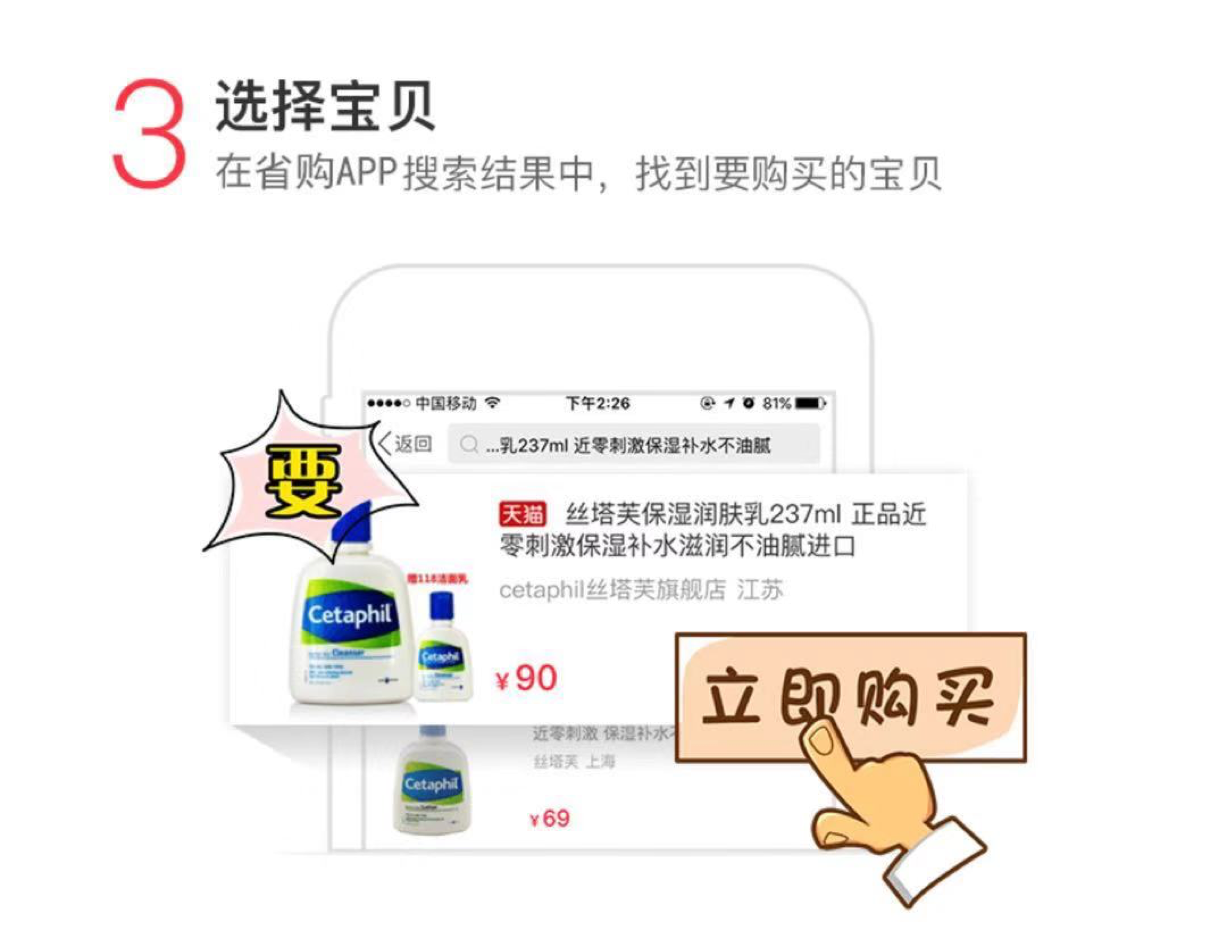 3
选择宝贝
在省购APP搜索结果中，找到要购买的宝贝
中国移动
下午2:26
81%
返回
...乳237ml 近零刺激保湿补水不油腻
要
天猫 丝塔芙保湿润肤乳237ml 正品近
零刺激保湿补水滋润不油腻进口
cetaphil丝塔芙旗舰店 江苏
赠118洁面乳
Cetaphil
Cleanser
Cetaphil
¥90
立即购买
近零刺激 保湿补水不
丝塔芙 上海
Cetaphil
¥69